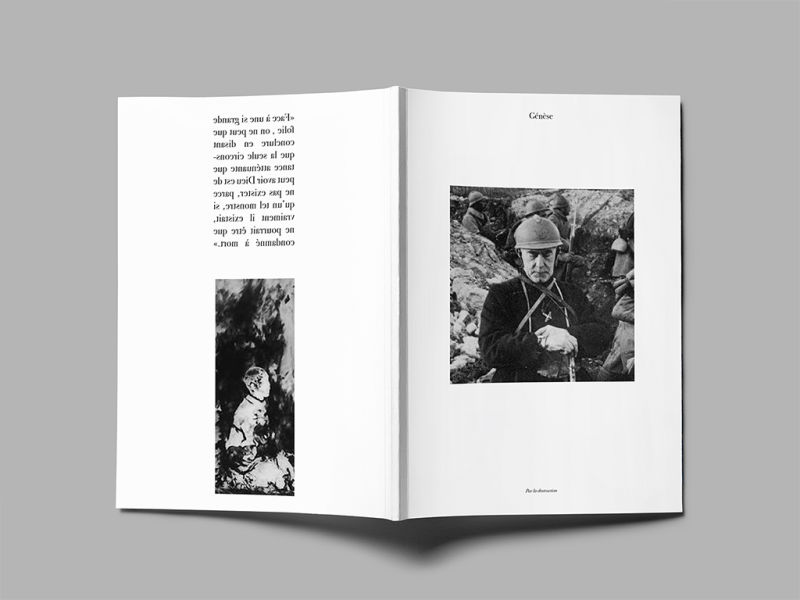 «Face à une si grande
folie , on ne peut que
conclure en disant
que la seule circons-
tance atténuante que
peut avoir Dieu est de
ne pas exister, parce
qu'un tel monstre, si
vraiment il existait,
ne pourrait être que
condamné à mort.»
Génèse
Par la destruction